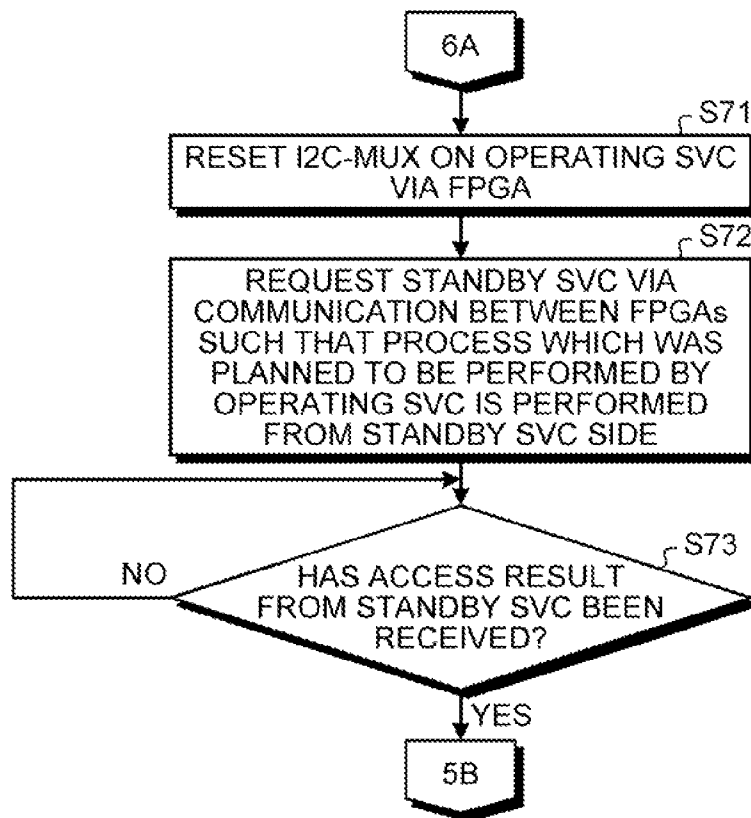 6A
S71
RESET I2C-MUX ON OPERATING SVC
VIA FPGA
S72
REQUEST STANDBY SVC VIA
COMMUNICATION BETWEEN FPGAs
SUCH THAT PROCESS WHICH WAS
PLANNED TO BE PERFORMED BY
OPERATING SVC IS PERFORMED
FROM STANDBY SVC SIDE
S73
NO
HAS ACCESS RESULT
FROM STANDBY SVC BEEN
RECEIVED?
YES
5B